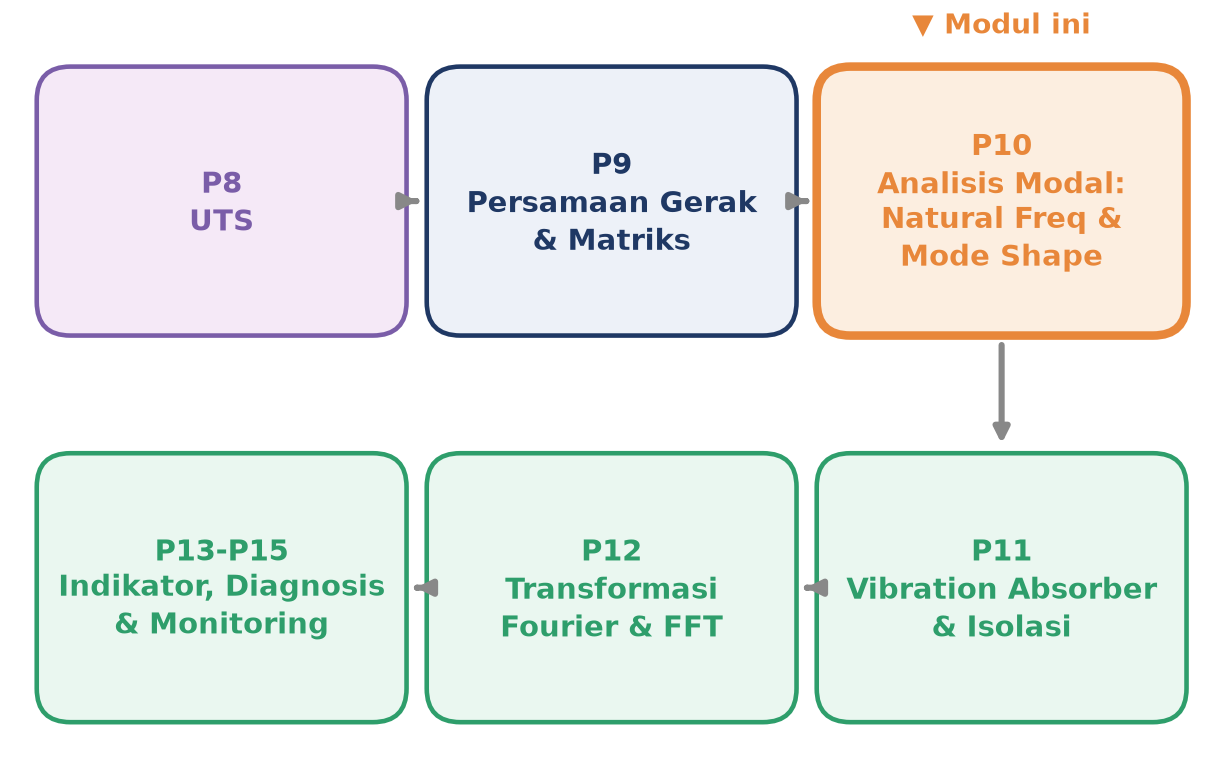 ▼ Modul ini
P8
UTS
P9
Persamaan Gerak
& Matriks
P10
Analisis Modal:
Natural Freq &
Mode Shape
P13-P15
Indikator, Diagnosis
& Monitoring
P12
Transformasi
Fourier & FFT
P11
Vibration Absorber
& Isolasi